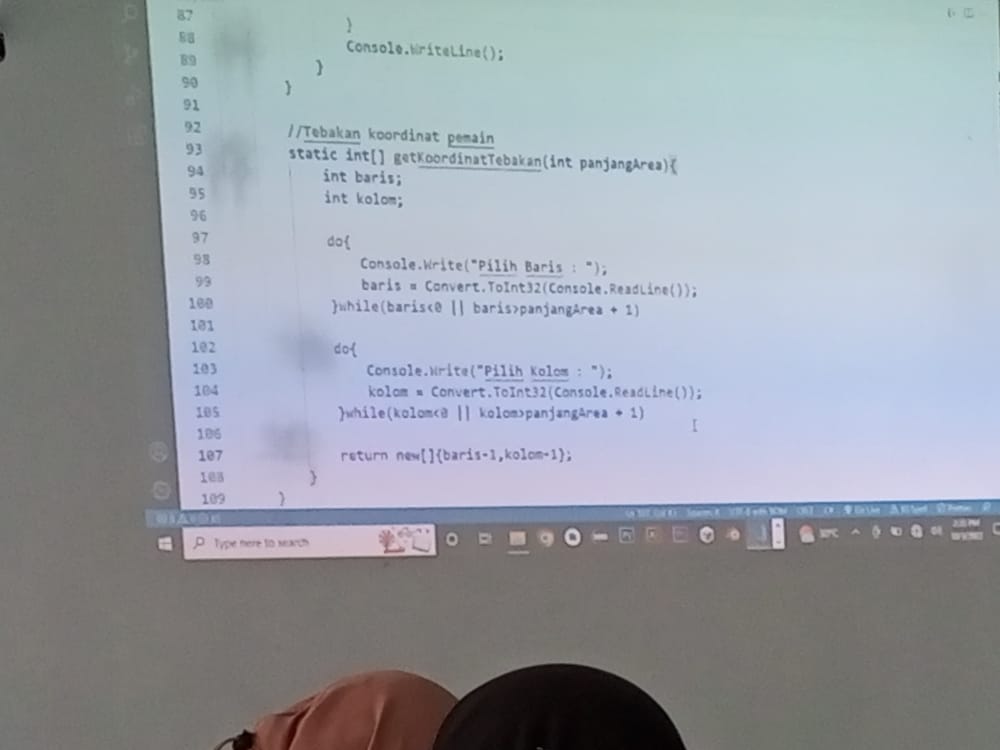 87
}
88
Console.WriteLine();
89
}
90
}
91
92
//Tebakan koordinat pemain
93
static int[] getKoordinatTebakan(int panjangArea){
94
int baris;
95
int kolom;
96
97
do{
98
Console.Write("Pilih Baris : ");
99
baris = Convert.ToInt32(Console.ReadLine());
100
}while(baris<0 || baris>panjangArea + 1)
101
102
do{
103
Console.Write("Pilih Kolom : ");
104
kolom = Convert.ToInt32(Console.ReadLine());
105
}while(kolom<0 || kolom>panjangArea + 1)
106
107
return new[]{baris-1,kolom-1};
108
}
109
}
Type here to search